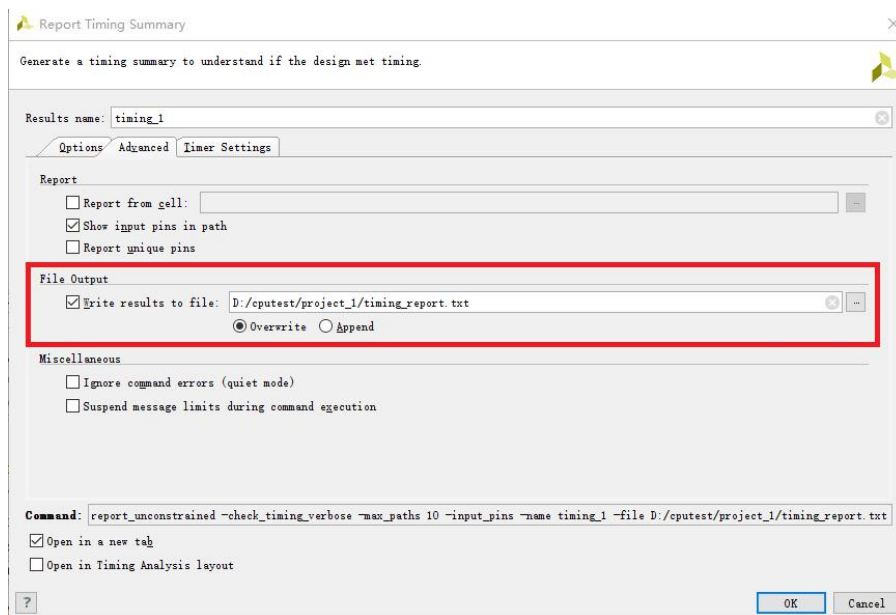 Report Timing Summary
Generate a timing summary to understand if the design met timing.
Results name: timing_1
Options Advanced Timer Settings
Report
Report from cell: ...
Show input pins in path
Report unique pins
File Output
Write results to file: D:/cputest/project_1/timing_report.txt ...
Overwrite Append
Miscellaneous
Ignore command errors (quiet mode)
Suspend message limits during command execution
Command: report_unconstrained -check_timing_verbose -max_paths 10 -input_pins -name timing_1 -file D:/cputest/project_1/timing_report.txt
Open in a new tab
Open in Timing Analysis layout
? OK Cancel